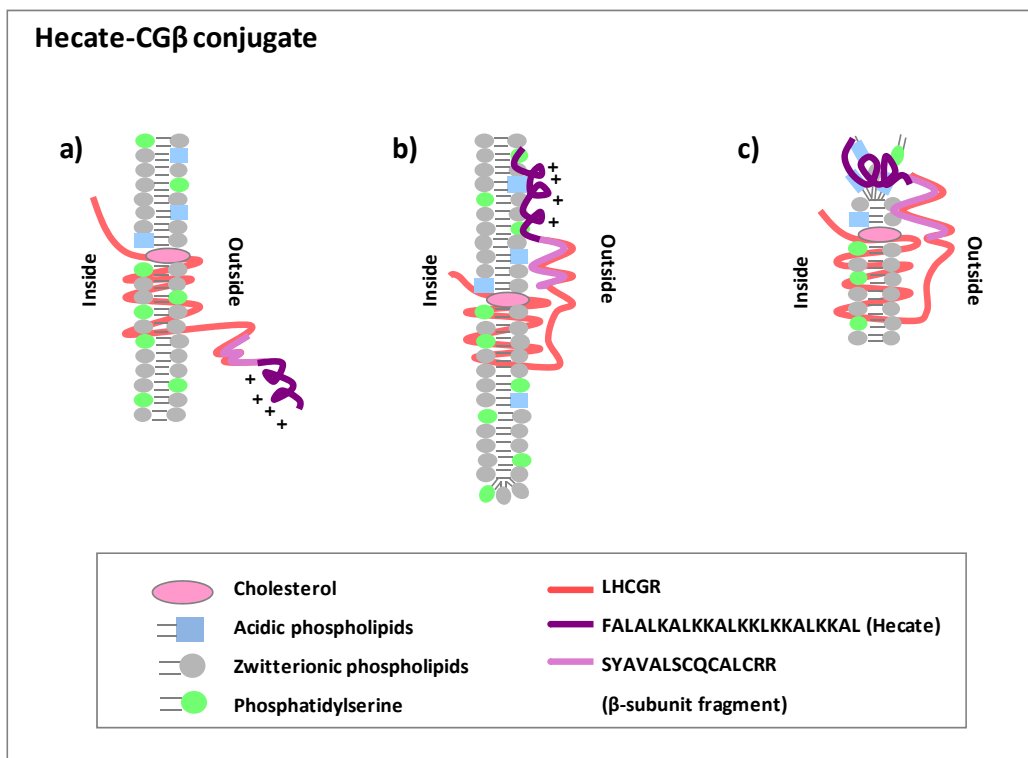 Hecate-CGβ conjugate
a)
Inside
Outside
+
+
+
+
b)
Inside
Outside
+
+
+
+
+
c)
Inside
Outside
Cholesterol
Acidic phospholipids
Zwitterionic phospholipids
Phosphatidylserine
LHCGR
FALALKALKKALKKLKKALKKAL (Hecate)
SYAVALSCQCALCRR
(β-subunit fragment)